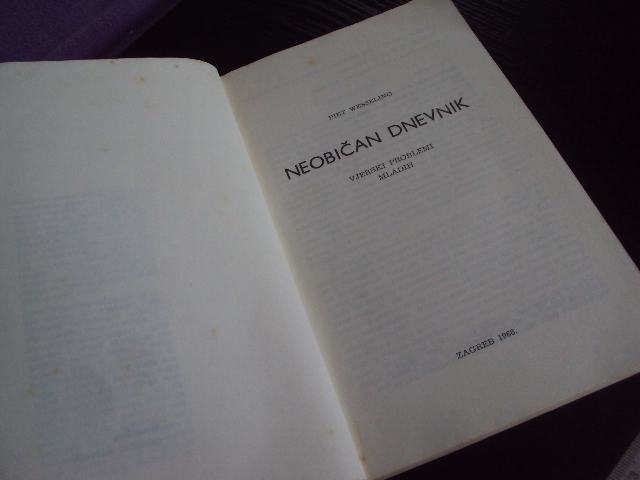 PIET WESSELING
NEOBIČAN DNEVNIK
VJERSKI PROBLEMI
MLADIH
ZAGREB 1968.